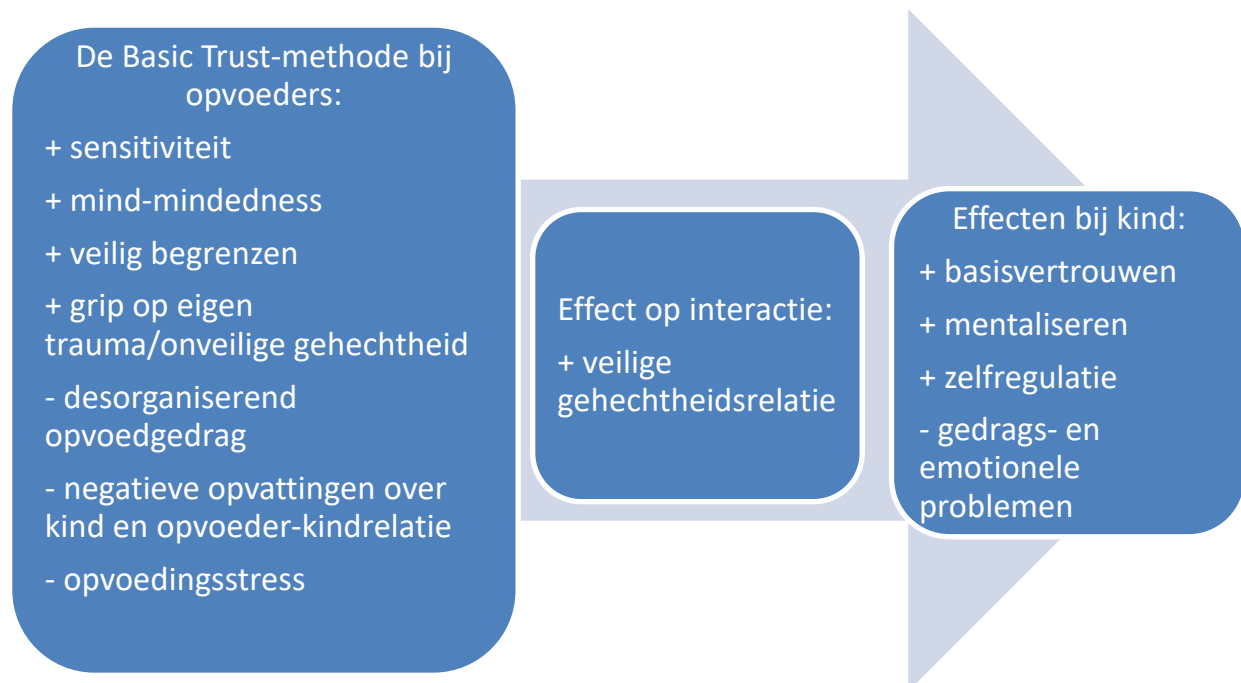 De Basic Trust-methode bij
opvoeders:
+ sensitiviteit
+ mind-mindedness
+ veilig begrenzen
+ grip op eigen
trauma/onveilige gehechtheid
- desorganiserend
opvoedgedrag
- negatieve opvattingen over
kind en opvoeder-kindrelatie
- opvoedingsstress
Effect op interactie:
+ veilige
gehechtheidsrelatie
Effecten bij kind:
+ basisvertrouwen
+ mentaliseren
+ zelfregulatie
- gedrags- en
emotionele
problemen